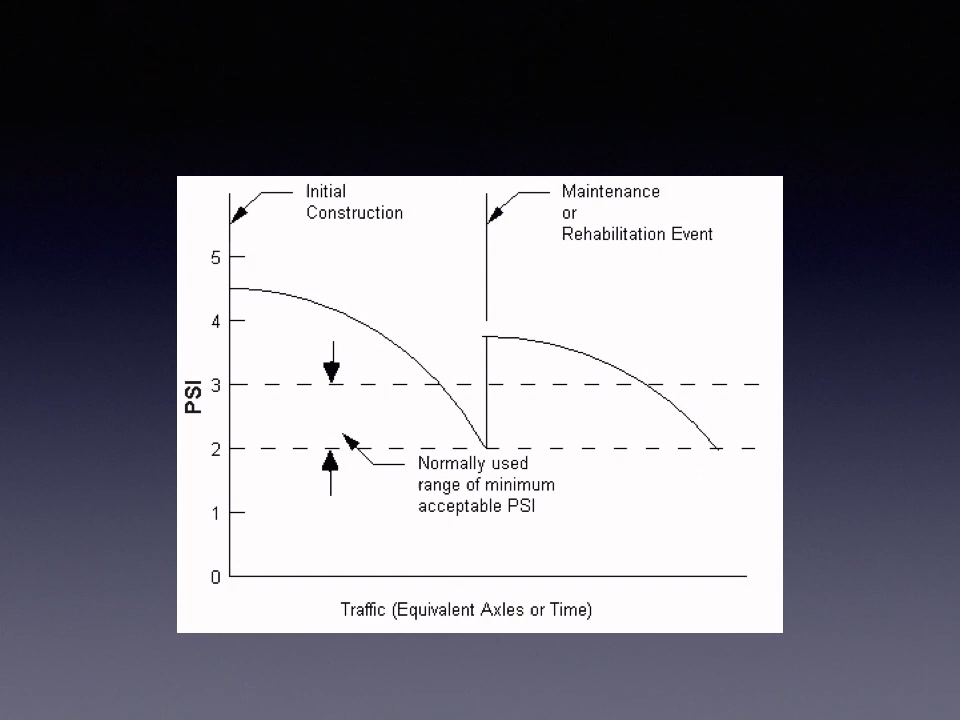 Initial
Construction
Maintenance
or
Rehabilitation Event
5
4
3
2
1
0
PSI
Normally used
range of minimum
acceptable PSI
Traffic (Equivalent Axles or Time)